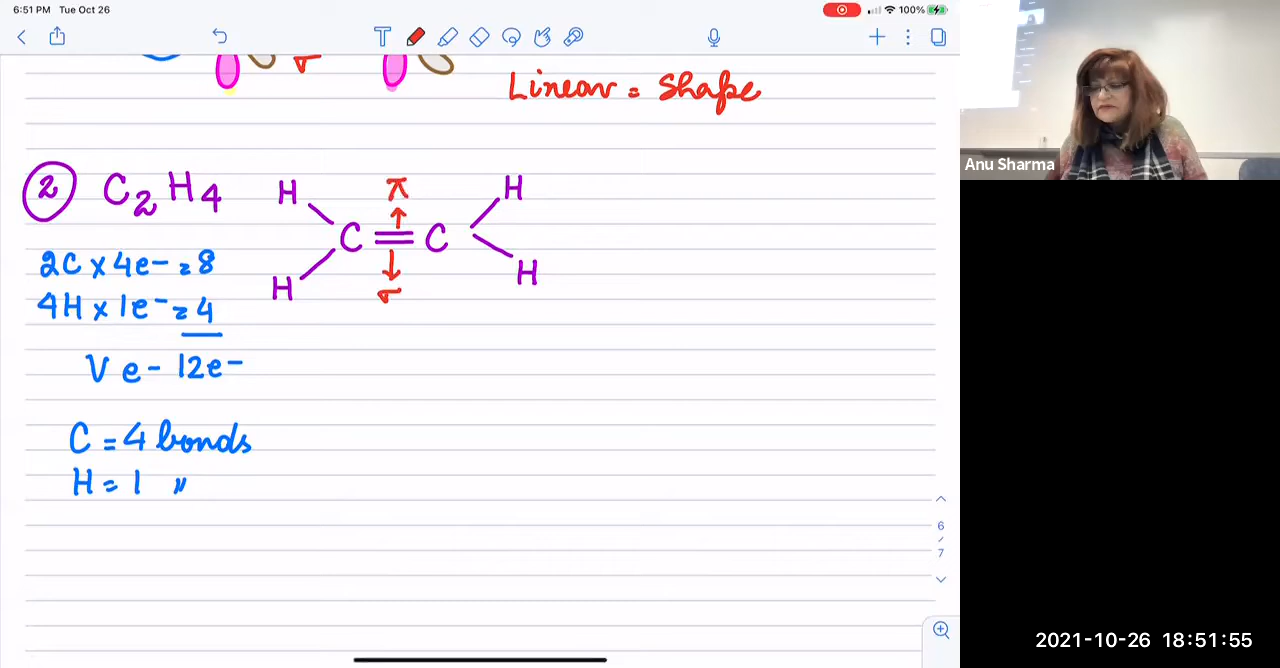 6:51 PM Tue Oct 26
100%
Linear = Shape
Anu Sharma
2 C2H4
H π H
C = C
H σ H
2C x 4e- = 8
4H x 1e- = 4
Ve- 12e-
C = 4 bonds
H = 1 "
6
7
2021-10-26 18:51:55